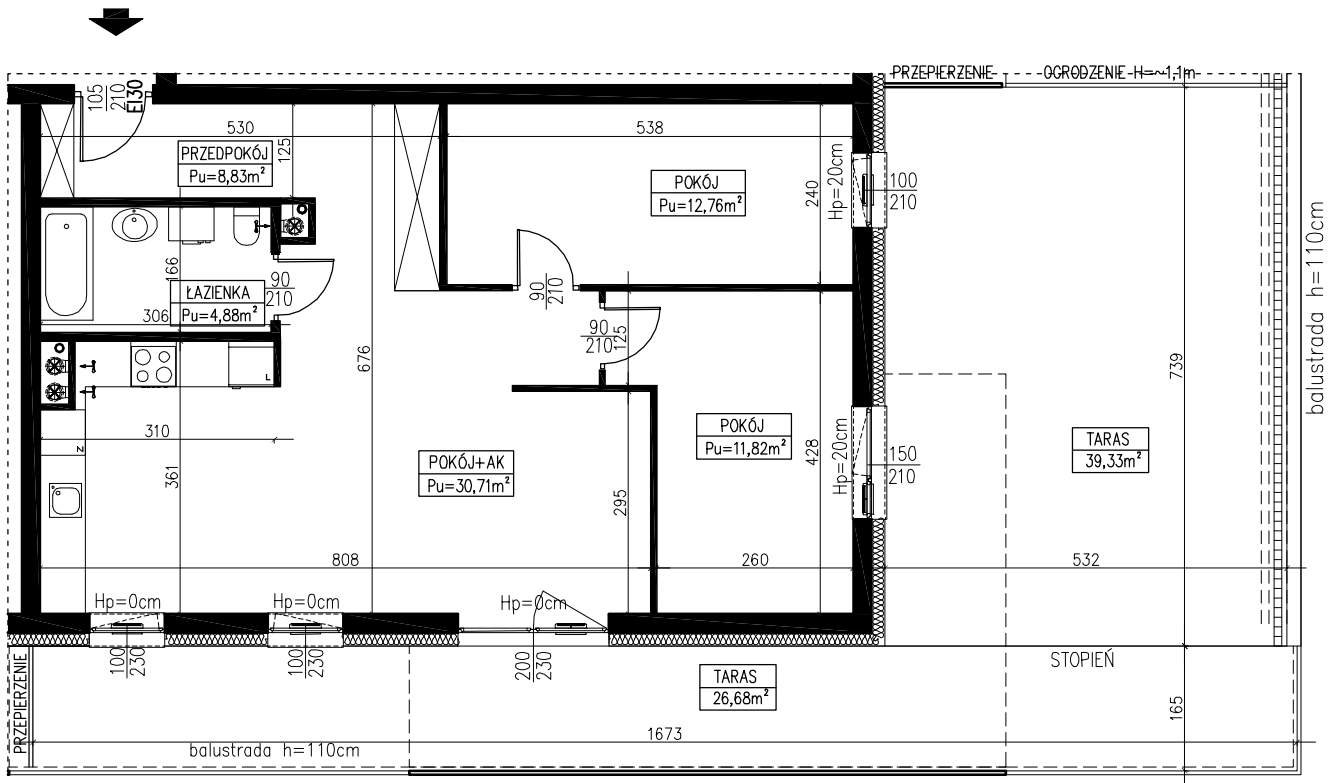 PRZEPIERZENIE
OGRODZENIE H=~1,1m
105
210
EI30
530
538
PRZEDPOKÓJ
Pu=8,83m²
125
POKÓJ
Pu=12,76m²
240
Hp=20cm
100
210
balustrada h=110cm
166
ŁAZIENKA
Pu=4,88m²
90
210
306
90
210
90
210
125
676
739
L
310
361
N
POKÓJ+AK
Pu=30,71m²
295
POKÓJ
Pu=11,82m²
428
Hp=20cm
150
210
TARAS
39,33m²
808
260
532
Hp=0cm
Hp=0cm
Hp=0cm
100
230
100
230
200
230
PRZEPIERZENIE
TARAS
26,68m²
STOPIEŃ
165
1673
balustrada h=110cm